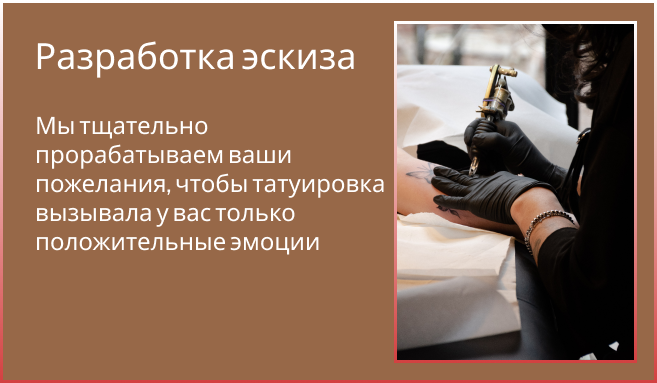 Разработка эскиза
Мы тщательно
прорабатываем ваши
пожелания, чтобы татуировка
вызывала у вас только
положительные эмоции